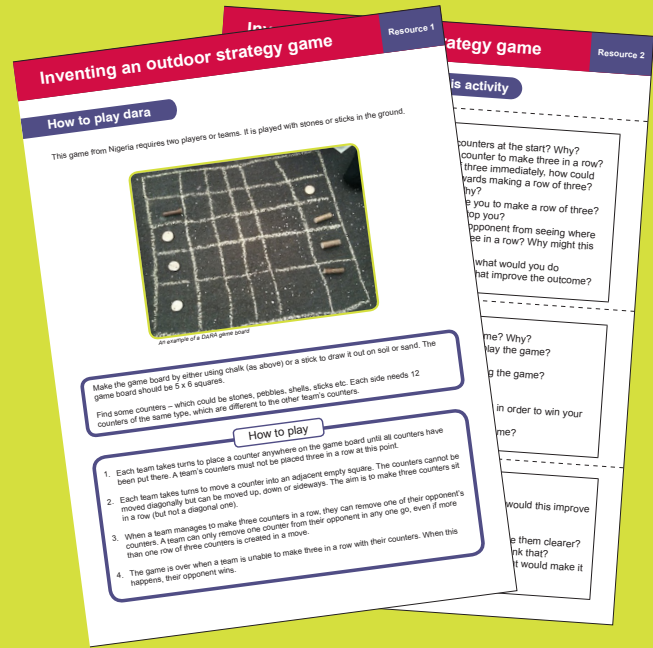 Inventing an outdoor strategy game
Resource 1
How to play dara
This game from Nigeria requires two players or teams. It is played with stones or sticks in the ground.
An example of a DARA game board
Make the game board by either using chalk (as above) or a stick to draw it out on soil or sand. The
game board should be 5 x 6 squares.
Find some counters – which could be stones, pebbles, shells, sticks etc. Each side needs 12
counters of the same type, which are different to the other team's counters.
How to play
1. Each team takes turns to place a counter anywhere on the game board until all counters have
been put there. A team's counters must not be placed three in a row at this point.
2. Each team takes turns to move a counter into an adjacent empty square. The counters cannot be
moved diagonally but can be moved up, down or sideways. The aim is to make three counters sit
in a row (but not a diagonal one).
3. When a team manages to make three counters in a row, they can remove one of their opponent's
counters. A team can only remove one counter from their opponent in any one go, even if more
than one row of three counters is created in a move.
4. The game is over when a team is unable to make three in a row with their counters. When this
happens, their opponent wins.
ategy game
Resource 2
is activity
counters at the start? Why?
counter to make three in a row?
three immediately, how could
wards making a row of three?
hy?
e you to make a row of three?
op you?
opponent from seeing where
ee in a row? Why might this
what would you do
hat improve the outcome?
me? Why?
lay the game?
g the game?
in order to win your
me?
would this improve
e them clearer?
nk that?
t would make it